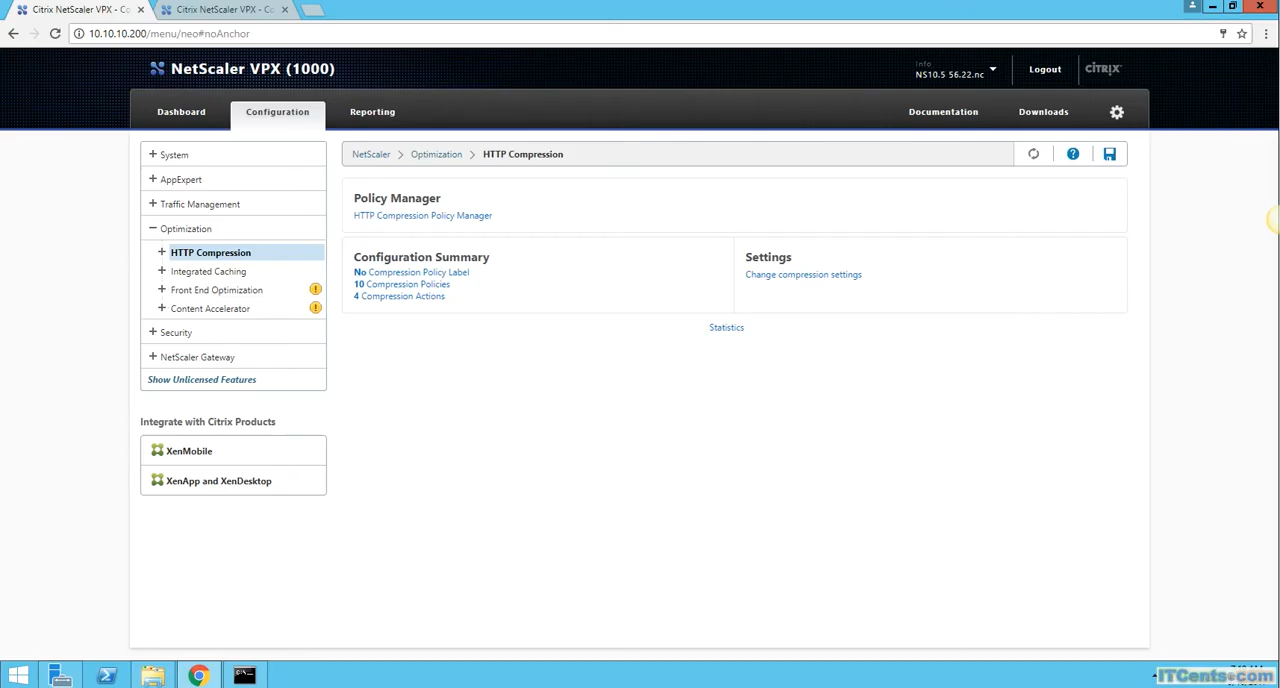 Citrix NetScaler VPX - Co
Citrix NetScaler VPX - Co
10.10.10.200/menu/neo#noAnchor
NetScaler VPX (1000)
Info
NS10.5 56.22.nc
Logout
CİTRIX
Dashboard
Configuration
Reporting
Documentation
Downloads
System
AppExpert
Traffic Management
Optimization
HTTP Compression
Integrated Caching
Front End Optimization
Content Accelerator
Security
NetScaler Gateway
Show Unlicensed Features
Integrate with Citrix Products
XenMobile
XenApp and XenDesktop
NetScaler > Optimization > HTTP Compression
Policy Manager
HTTP Compression Policy Manager
Configuration Summary
No Compression Policy Label
10 Compression Policies
4 Compression Actions
Settings
Change compression settings
Statistics
ITCents.com